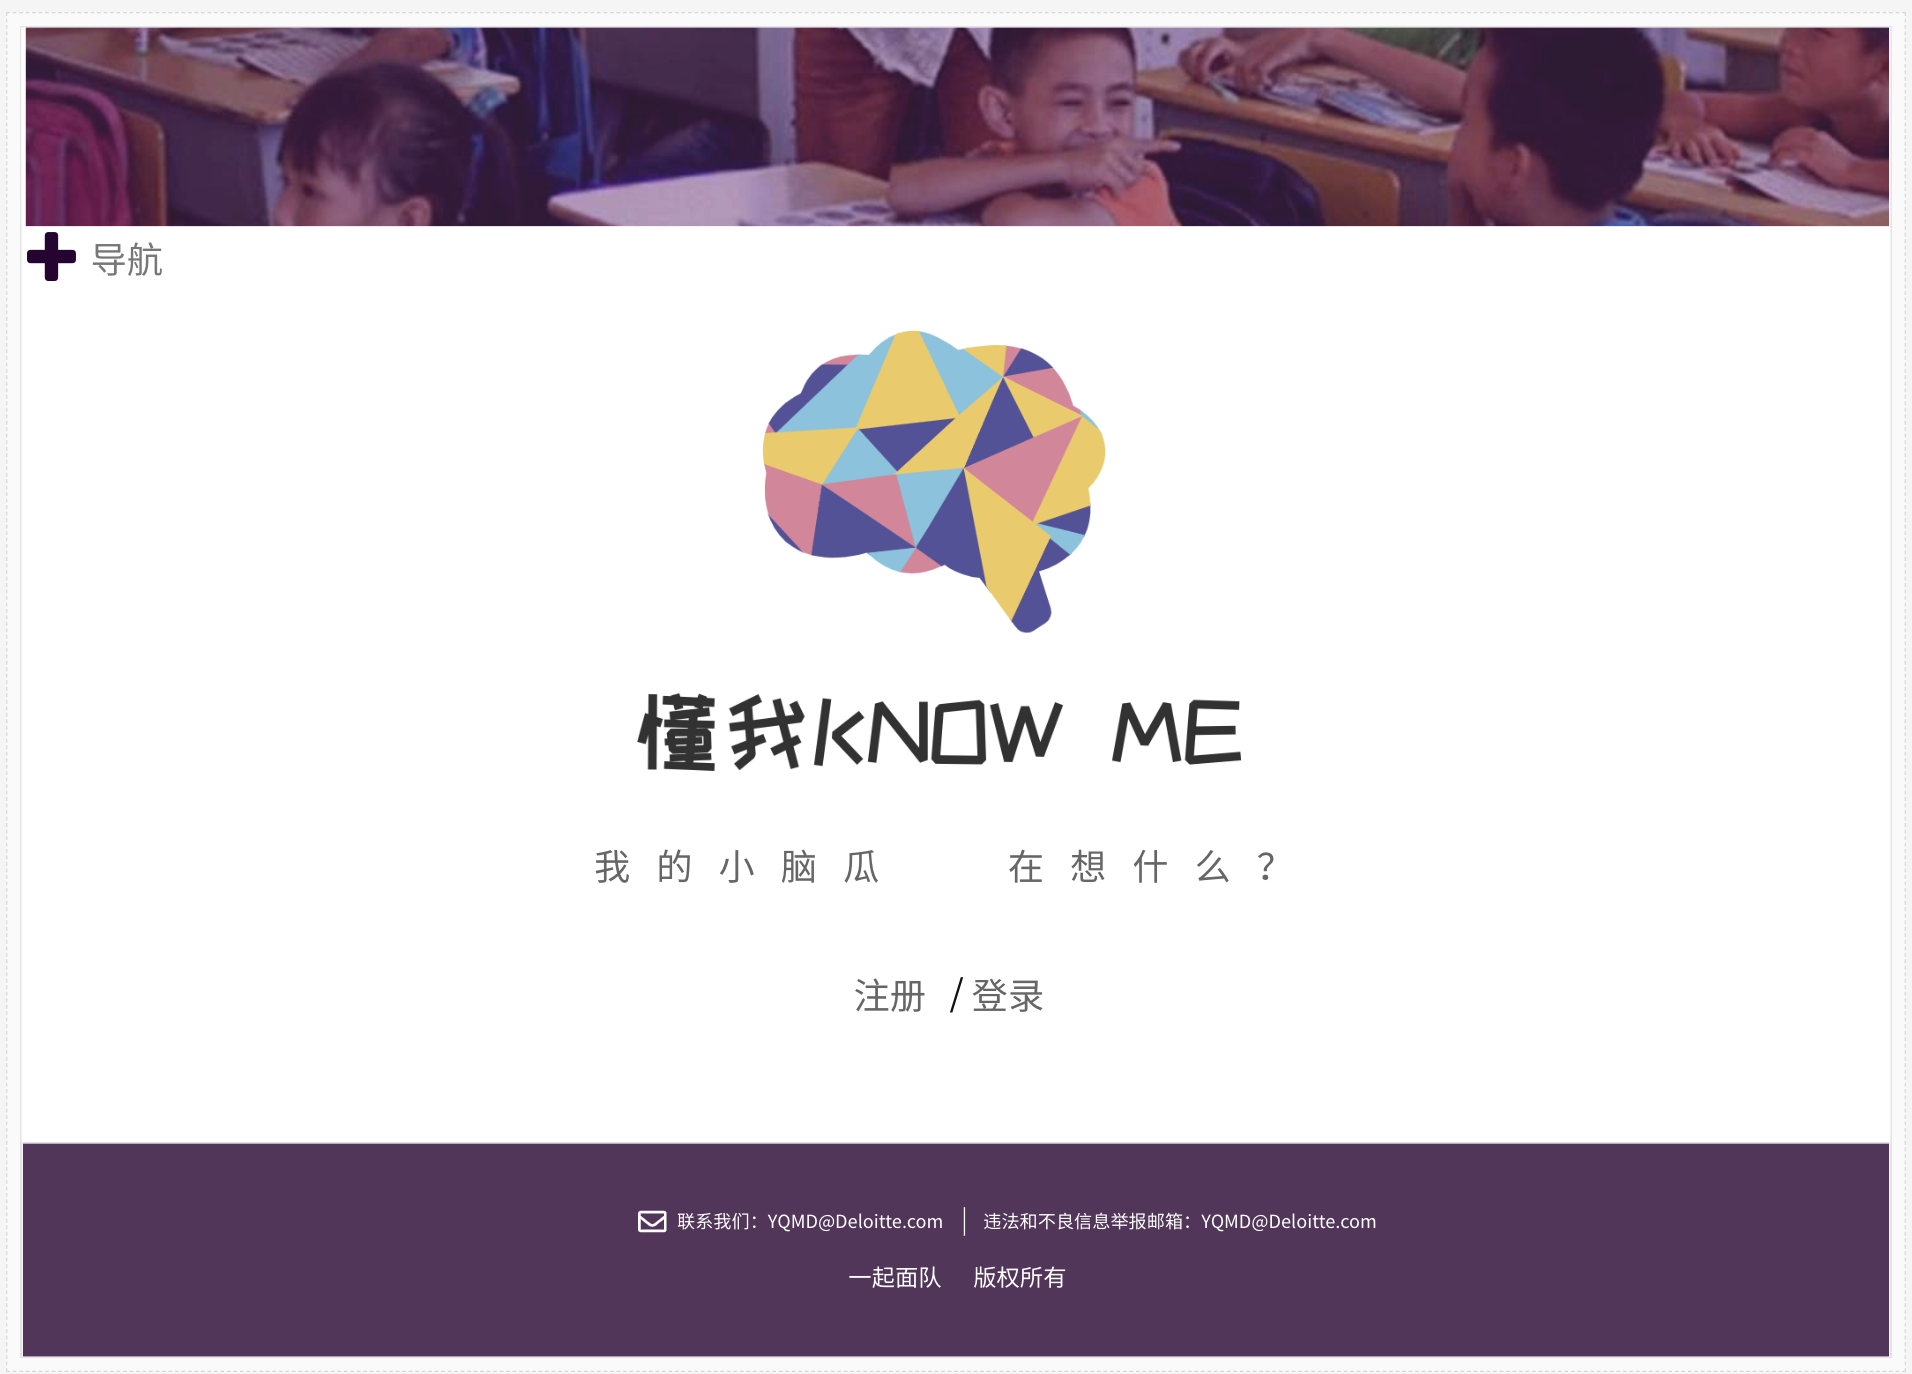 导航
懂我KNOW ME
我的小脑瓜 在想什么？
注册 / 登录
联系我们：YQMD@Deloitte.com │ 违法和不良信息举报邮箱：YQMD@Deloitte.com
一起面队 版权所有